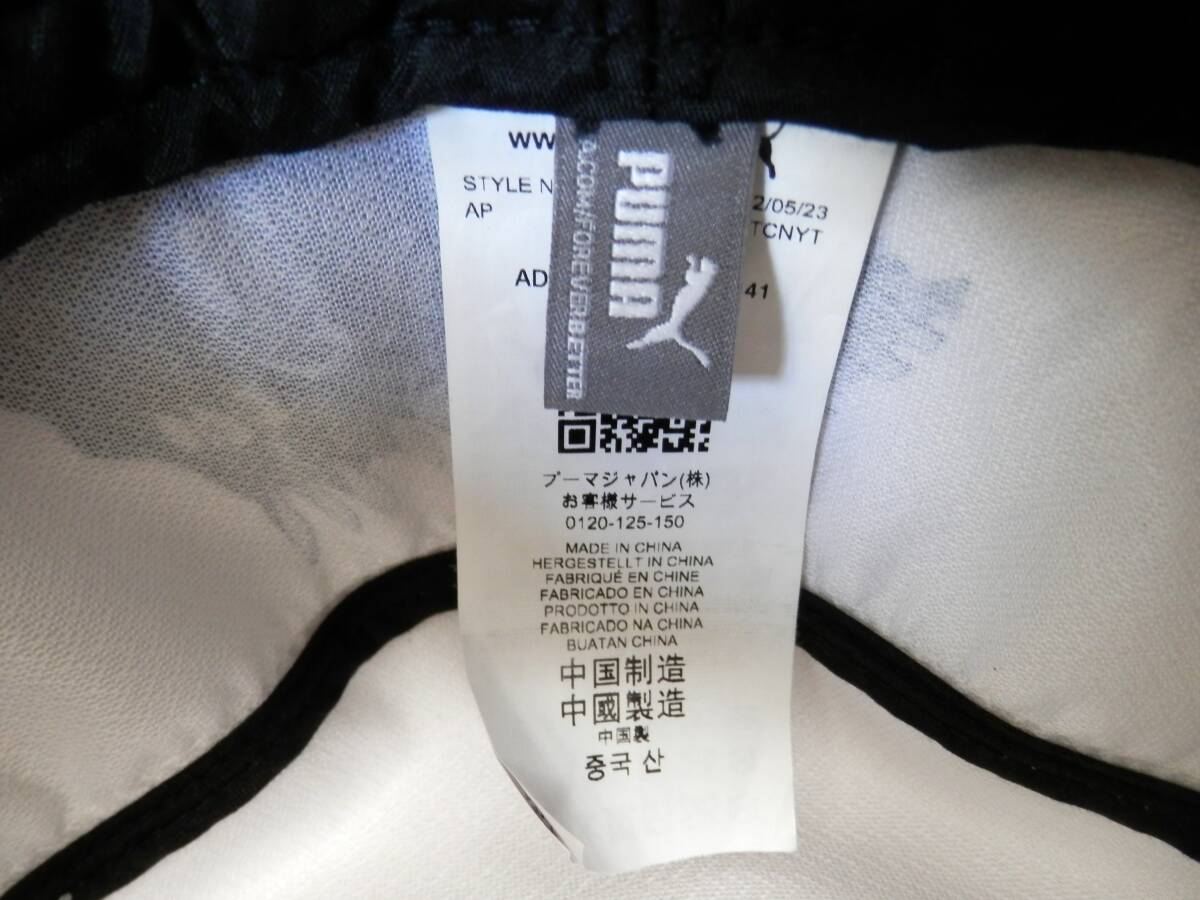 WW
STYLE N
2/05/23
AP
TCNYT
AD
41
PUMA
.COM/FOREVERBETTER
プーマジャパン(株)
お客様サービス
0120-125-150
MADE IN CHINA
HERGESTELLT IN CHINA
FABRIQUÉ EN CHINE
FABRICADO EN CHINA
PRODOTTO IN CHINA
FABRICADO NA CHINA
BUATAN CHINA
中国制造
中國製造
中国製
중국 산